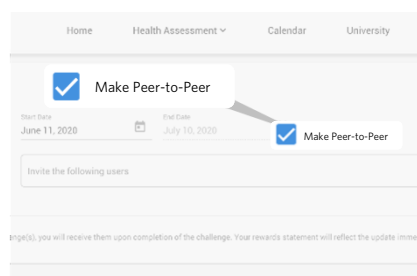 Home Health Assessment Calendar University
Make Peer-to-Peer
Start Date End Date
June 11, 2020 July 10, 2020 Make Peer-to-Peer
Invite the following users
nge(s), you will receive them upon completion of the challenge. Your rewards statement will reflect the update imme